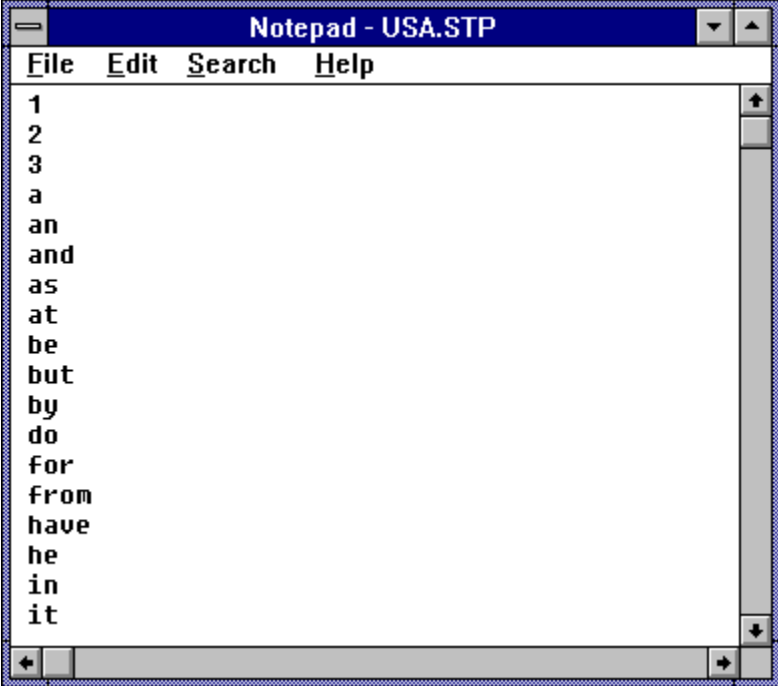 Notepad - USA.STP
File Edit Search Help
1
2
3
a
an
and
as
at
be
but
by
do
for
from
have
he
in
it